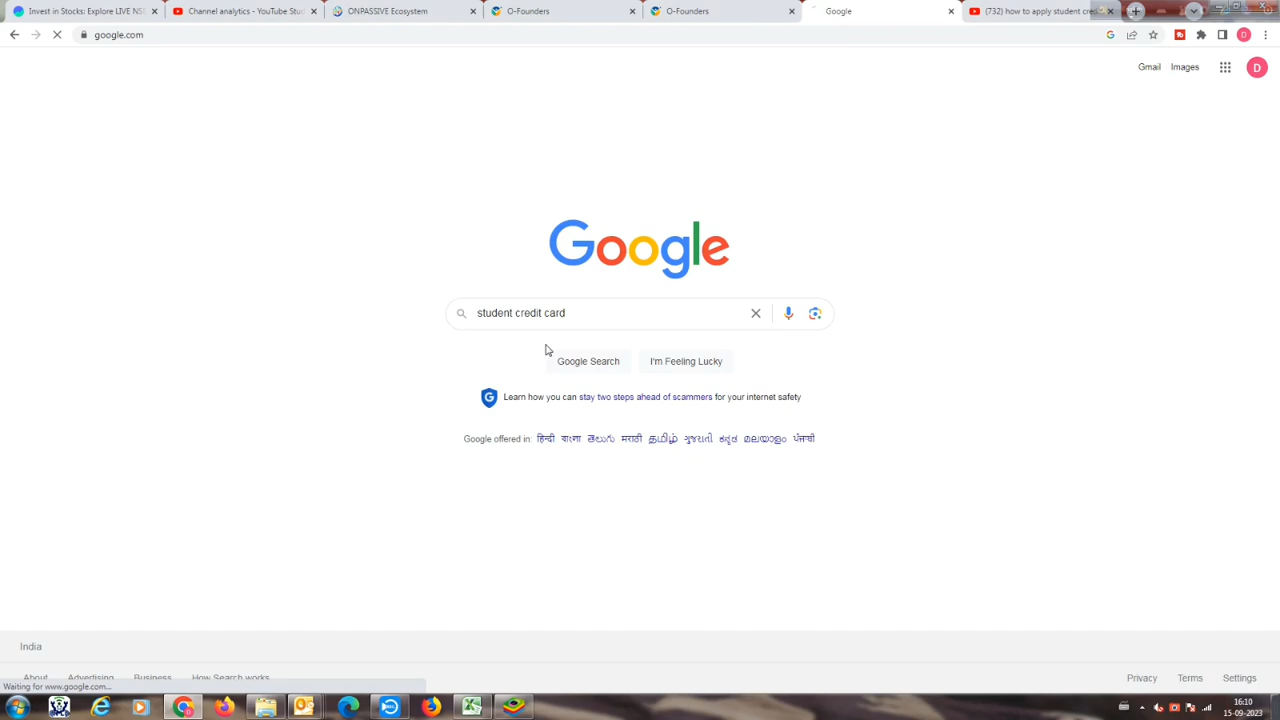 Invest in Stocks: Explore LIVE NSE
Channel analytics - YouTube Stud
ONPASSIVE Ecosystem
O-Founders
O-Founders
Google
(732) how to apply student credi
google.com
D
Gmail
Images
D
Google
student credit card
Google Search
I'm Feeling Lucky
G
Learn how you can stay two steps ahead of scammers for your internet safety
Google offered in: हिन्दी বাংলা తెలుగు मराठी தமிழ் ગુજરાતી ಕನ್ನಡ മലയാളം ਪੰਜਾਬੀ
India
About
Advertising
Business
How Search works
Privacy
Terms
Settings
Waiting for www.google.com...
16:10
15-09-2023